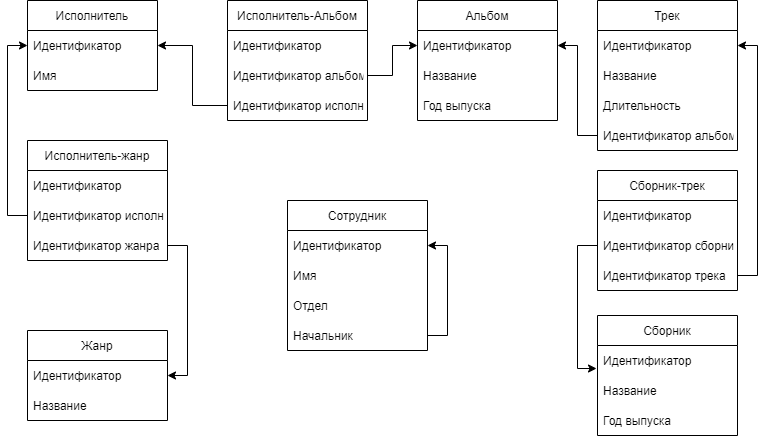 Исполнитель
Идентификатор
Имя
Исполнитель-Альбом
Идентификатор
Идентификатор альбом
Идентификатор исполн
Альбом
Идентификатор
Название
Год выпуска
Трек
Идентификатор
Название
Длительность
Идентификатор альбом
Исполнитель-жанр
Идентификатор
Идентификатор исполн
Идентификатор жанра
Сотрудник
Идентификатор
Имя
Отдел
Начальник
Сборник-трек
Идентификатор
Идентификатор сборни
Идентификатор трека
Жанр
Идентификатор
Название
Сборник
Идентификатор
Название
Год выпуска